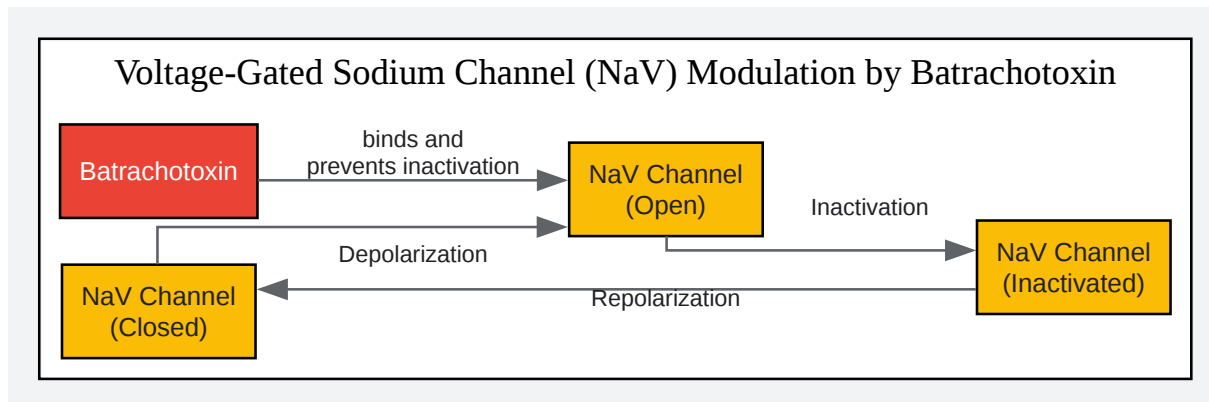 Voltage-Gated Sodium Channel (NaV) Modulation by Batrachotoxin
Batrachotoxin
binds and
prevents inactivation
NaV Channel
(Open)
Inactivation
Depolarization
NaV Channel
(Inactivated)
NaV Channel
(Closed)
Repolarization